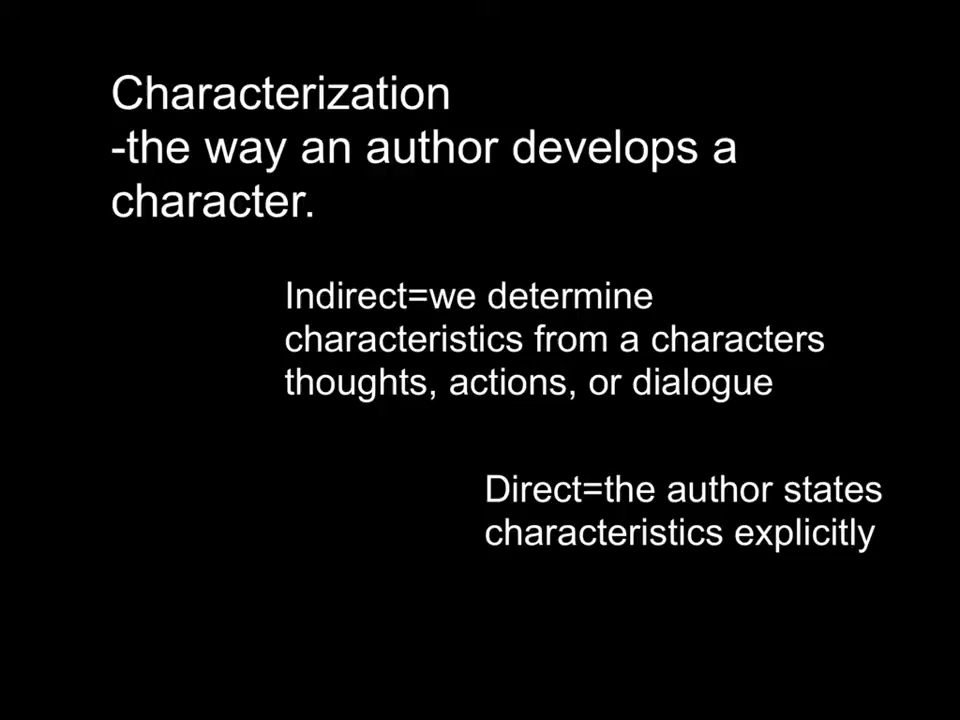 Characterization
-the way an author develops a
character.
Indirect=we determine
characteristics from a characters
thoughts, actions, or dialogue
Direct=the author states
characteristics explicitly